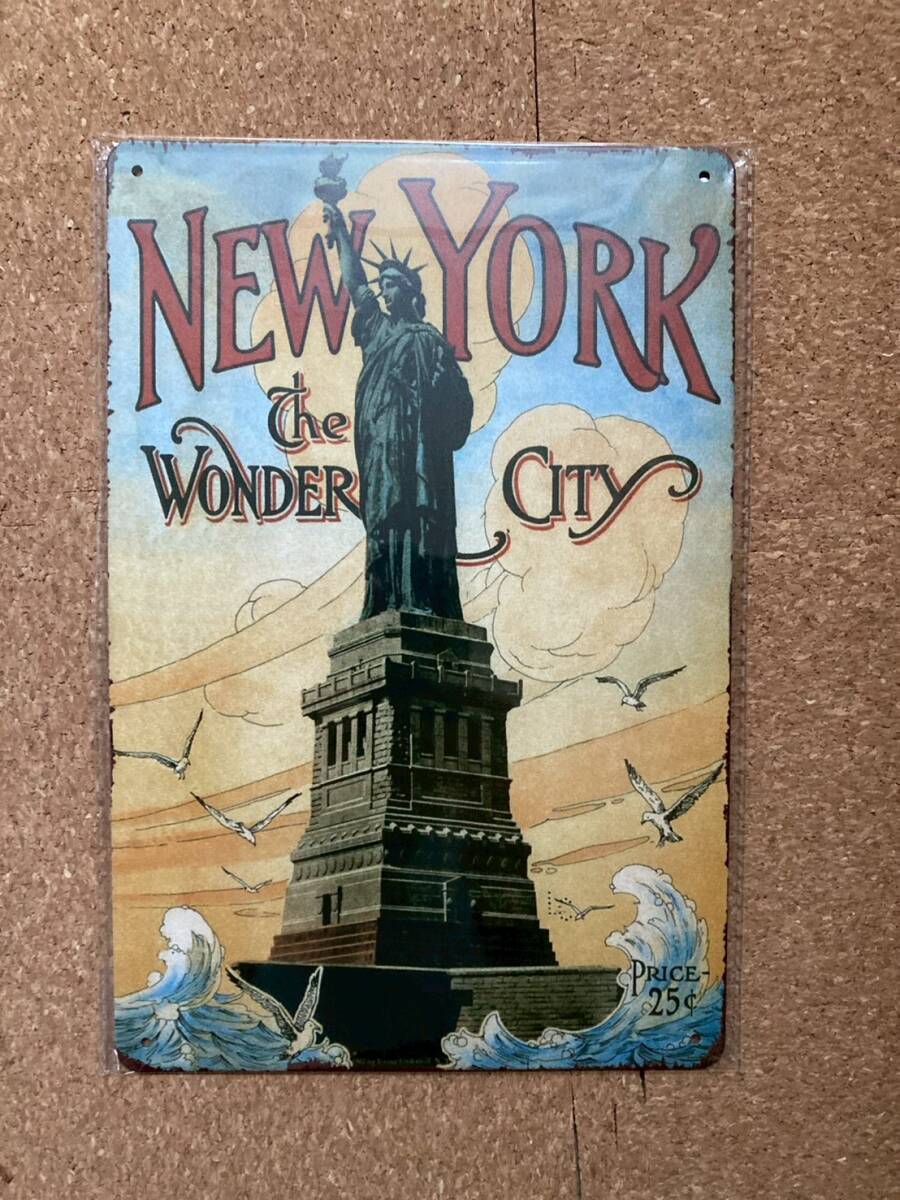 NEW YORK
The
WONDER CITY
PRICE-
25¢